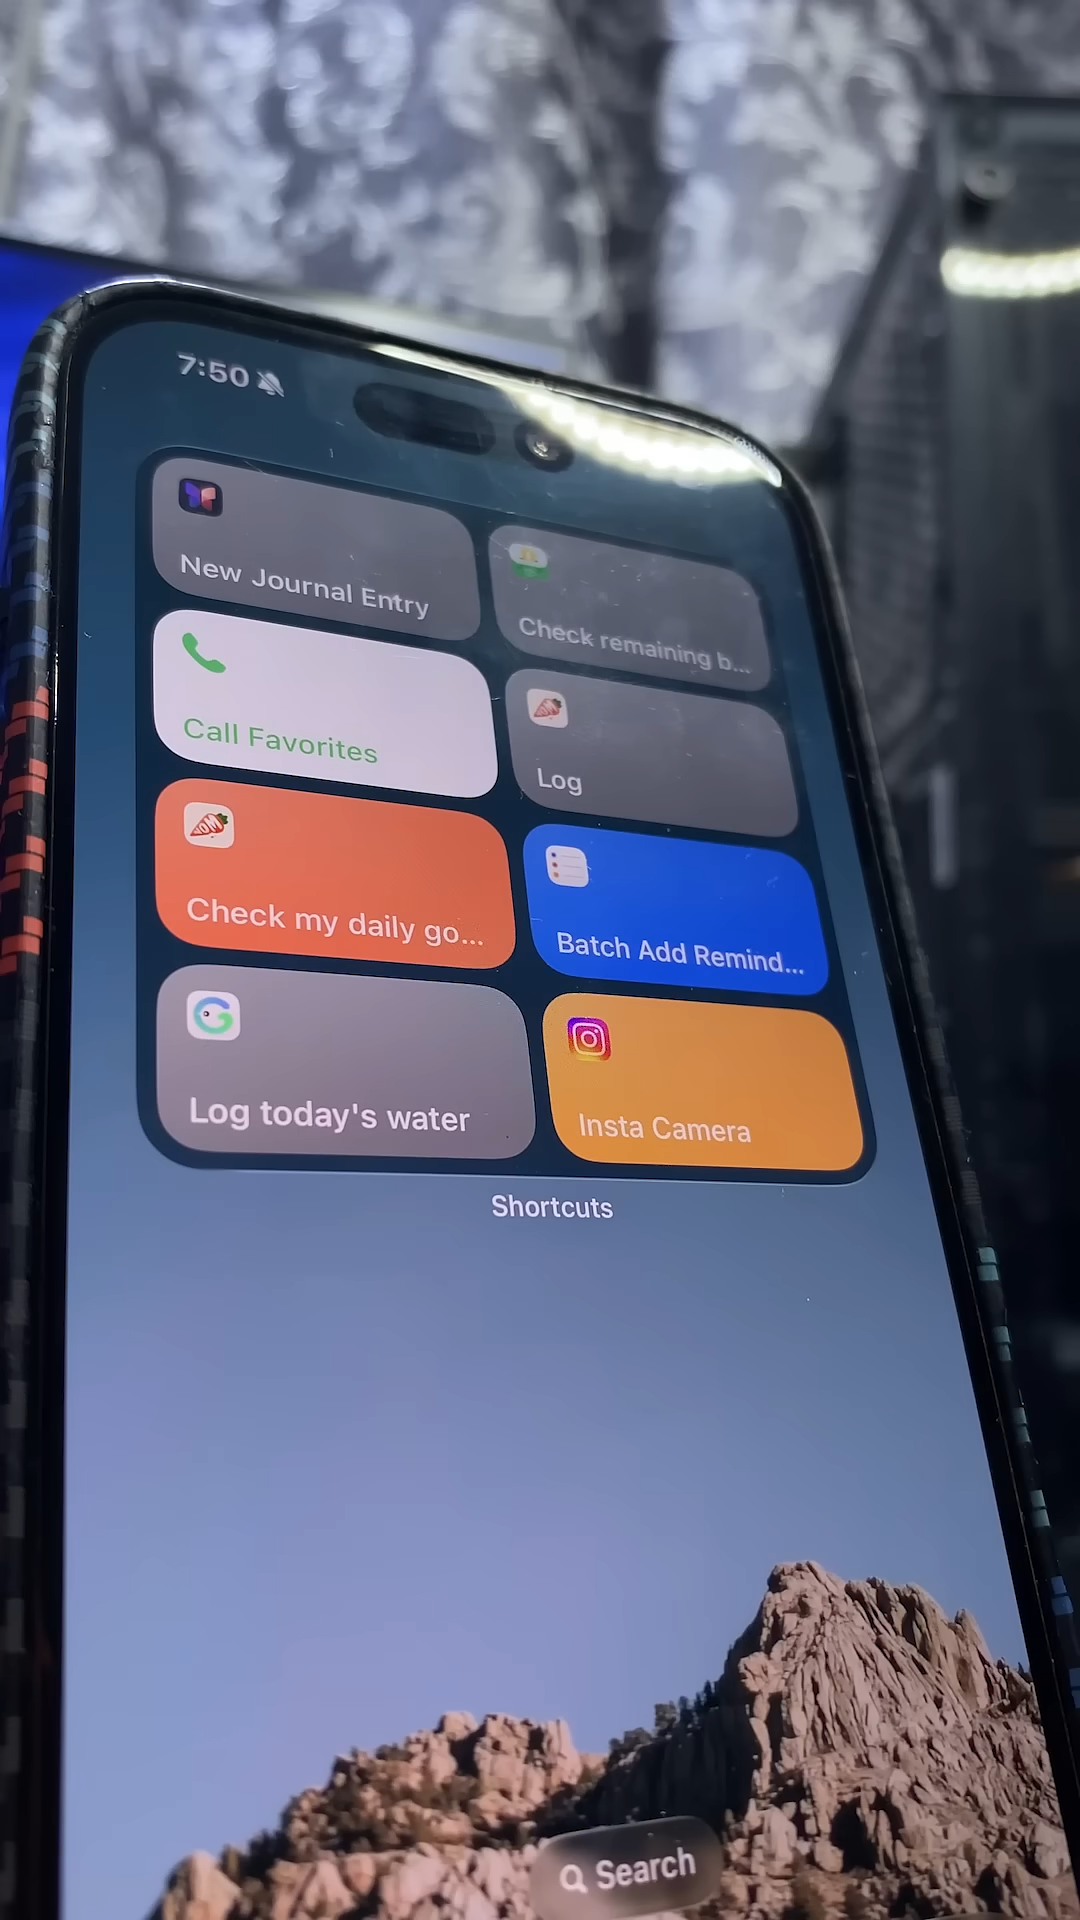 7:50
New Journal Entry
Check remaining b...
Call Favorites
Log
Check my daily go...
Batch Add Remind...
Log today's water
Insta Camera
Shortcuts
Search